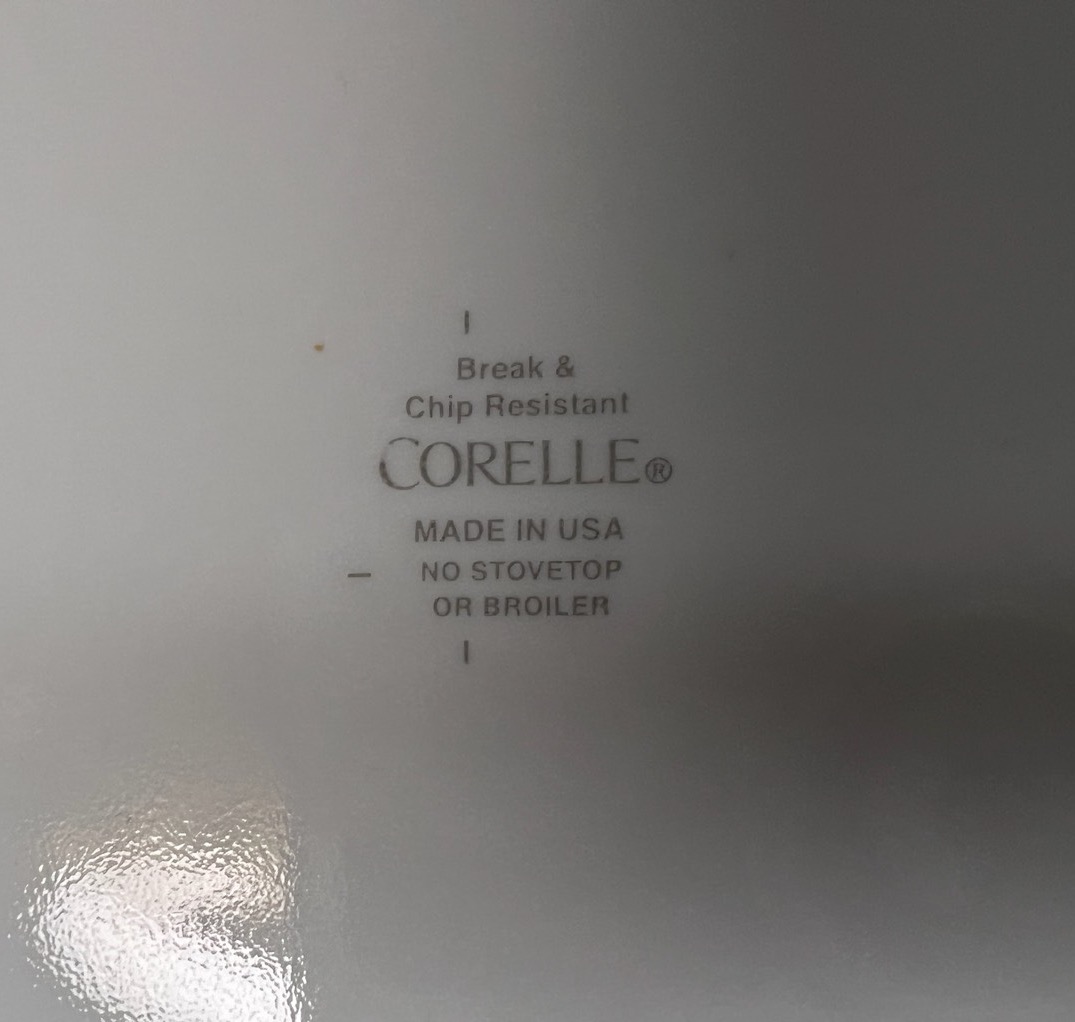 Break &
Chip Resistant
CORELLE®
MADE IN USA
NO STOVETOP
OR BROILER